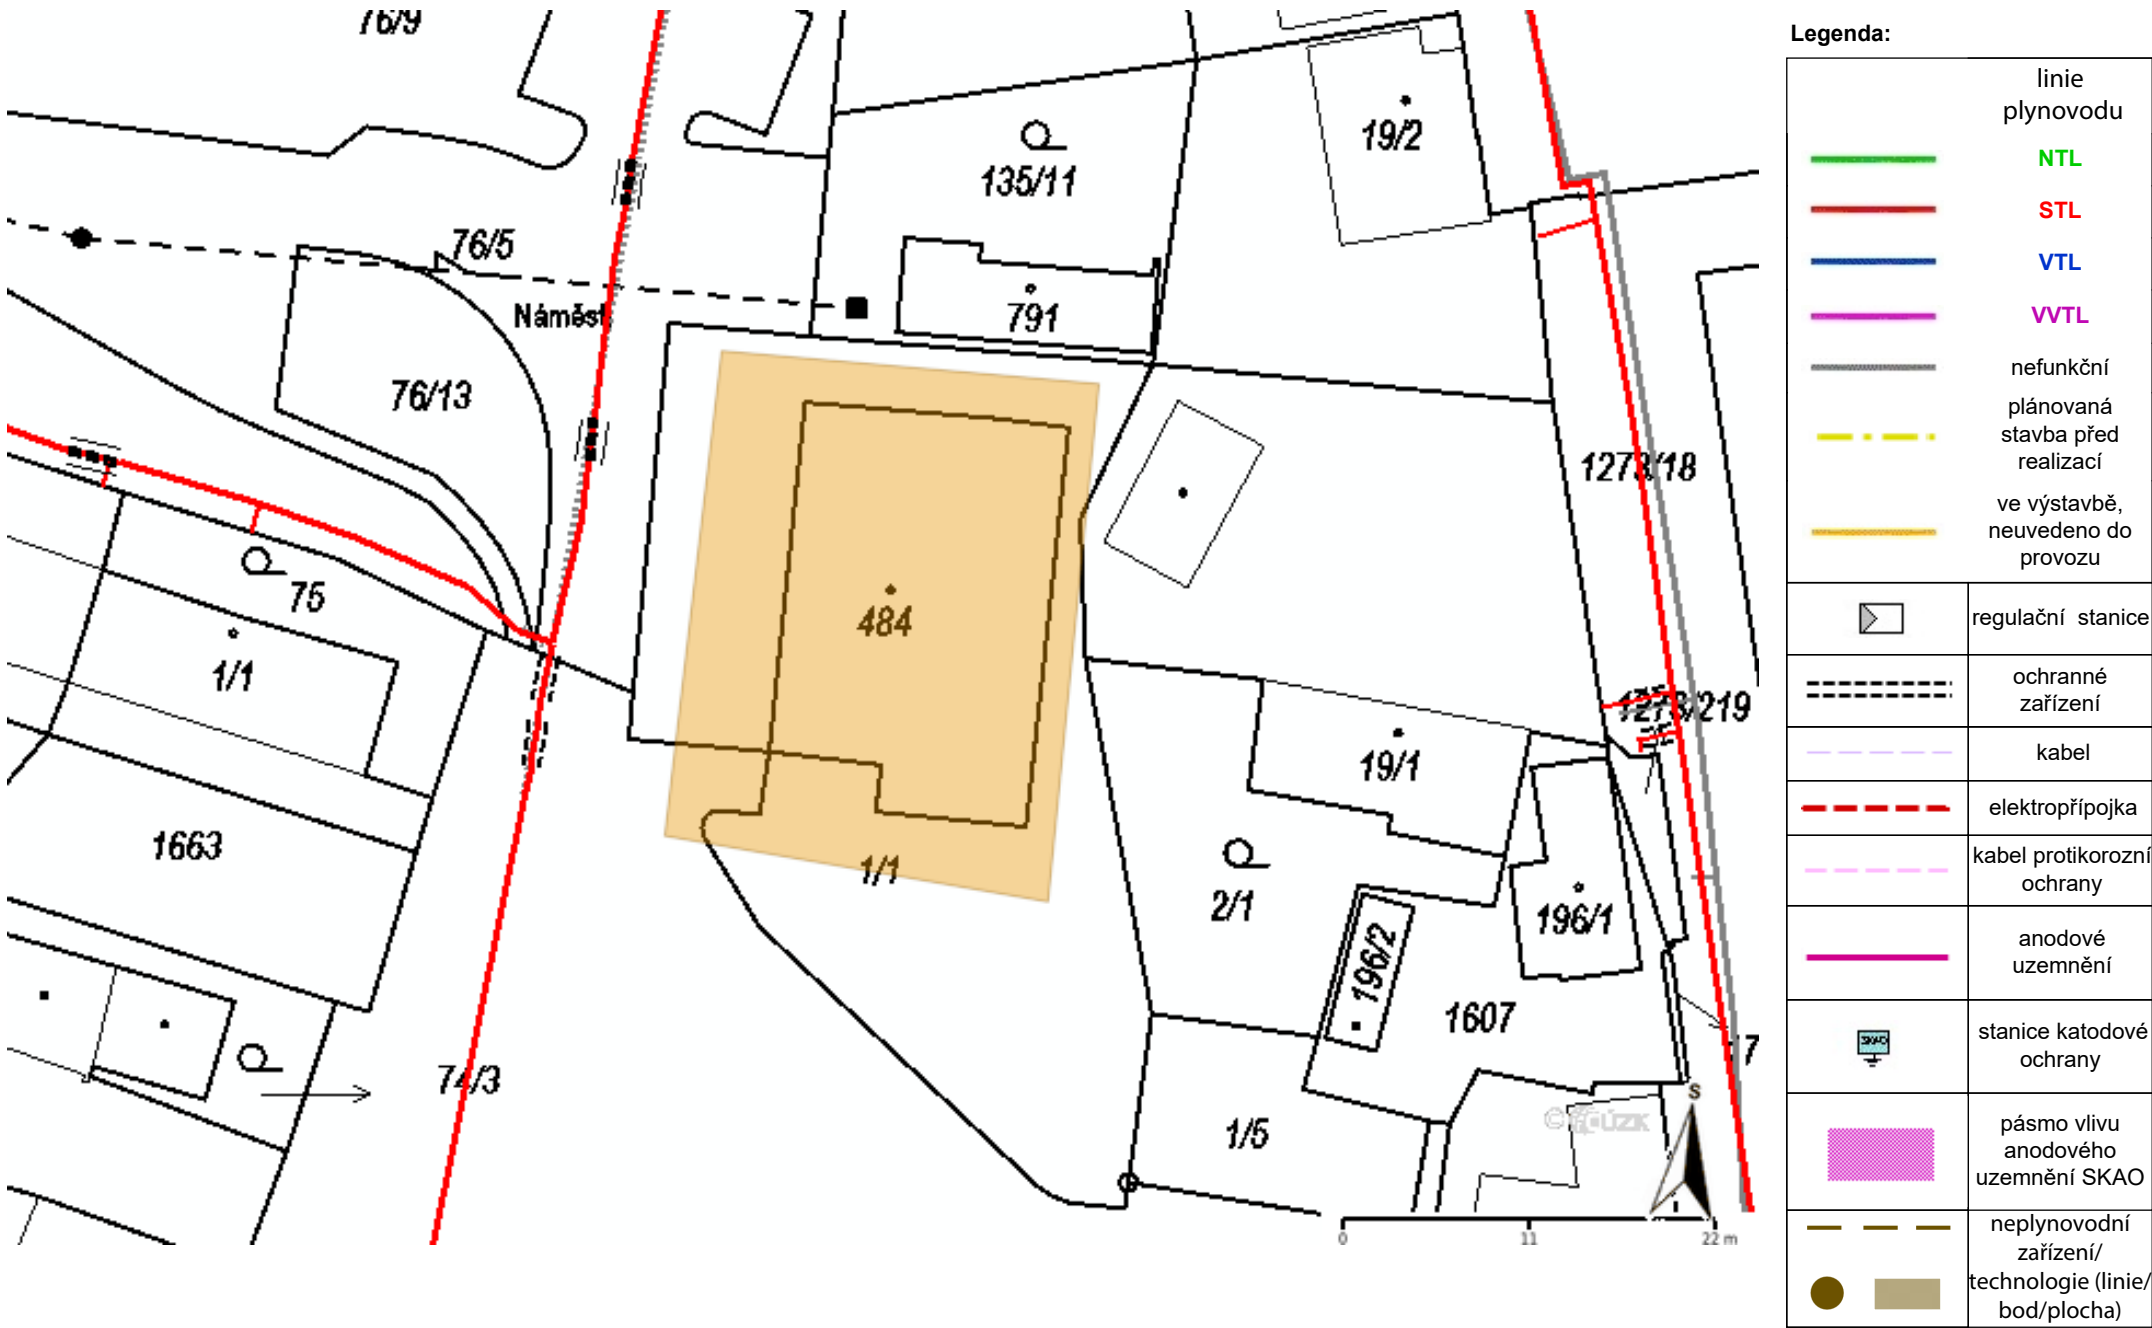 76/9
19/2
135/11
76/5
Náměst
791
76/13
1273/18
484
75
1/1
1273/219
19/1
1663
1/1
2/1
196/1
196/2
1607
74/3
1/5
S
0 11 22 m
Legenda:
linie
plynovodu
NTL
STL
VTL
VVTL
nefunkční
plánovaná
stavba před
realizací
ve výstavbě,
neuvedeno do
provozu
regulační stanice
ochranné
zařízení
kabel
elektropřípojka
kabel protikorozní
ochrany
anodové
uzemnění
SKAO
stanice katodové
ochrany
pásmo vlivu
anodového
uzemnění SKAO
neplynovodní
zařízení/
technologie (linie/
bod/plocha)